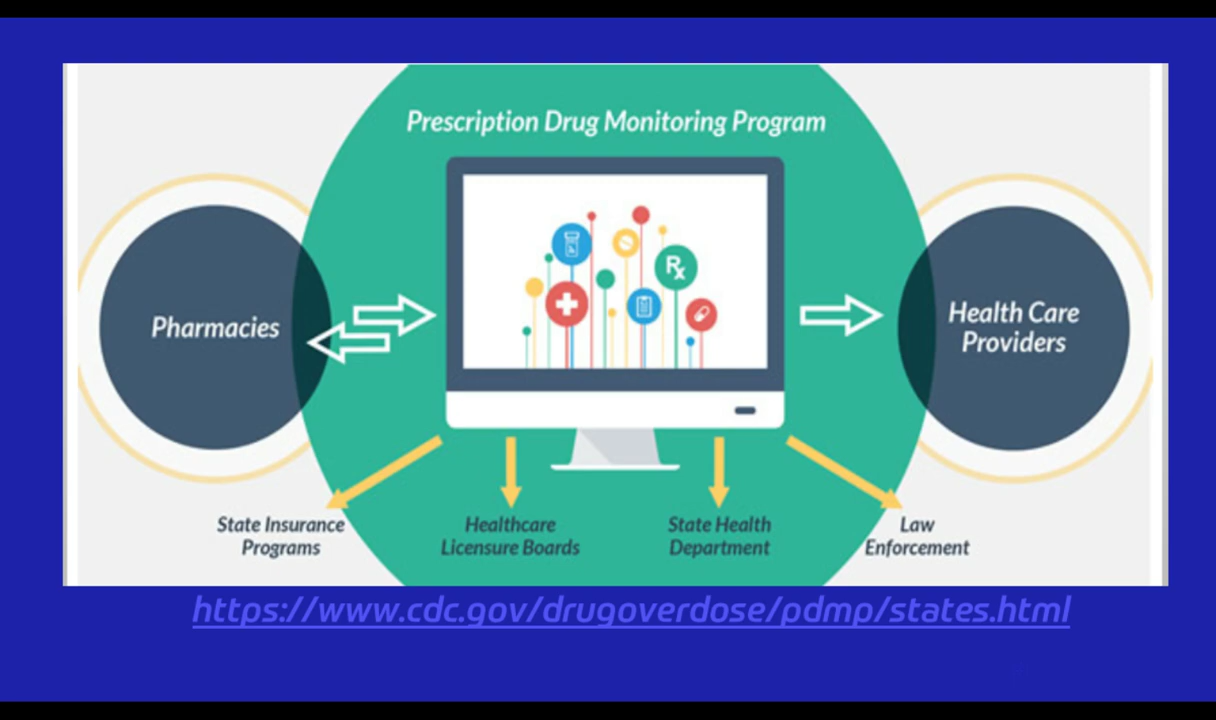 Prescription Drug Monitoring Program
Rx
Pharmacies
Health Care
Providers
State Insurance
Programs
Healthcare
Licensure Boards
State Health
Department
Law
Enforcement
https://www.cdc.gov/drugoverdose/pdmp/states.html